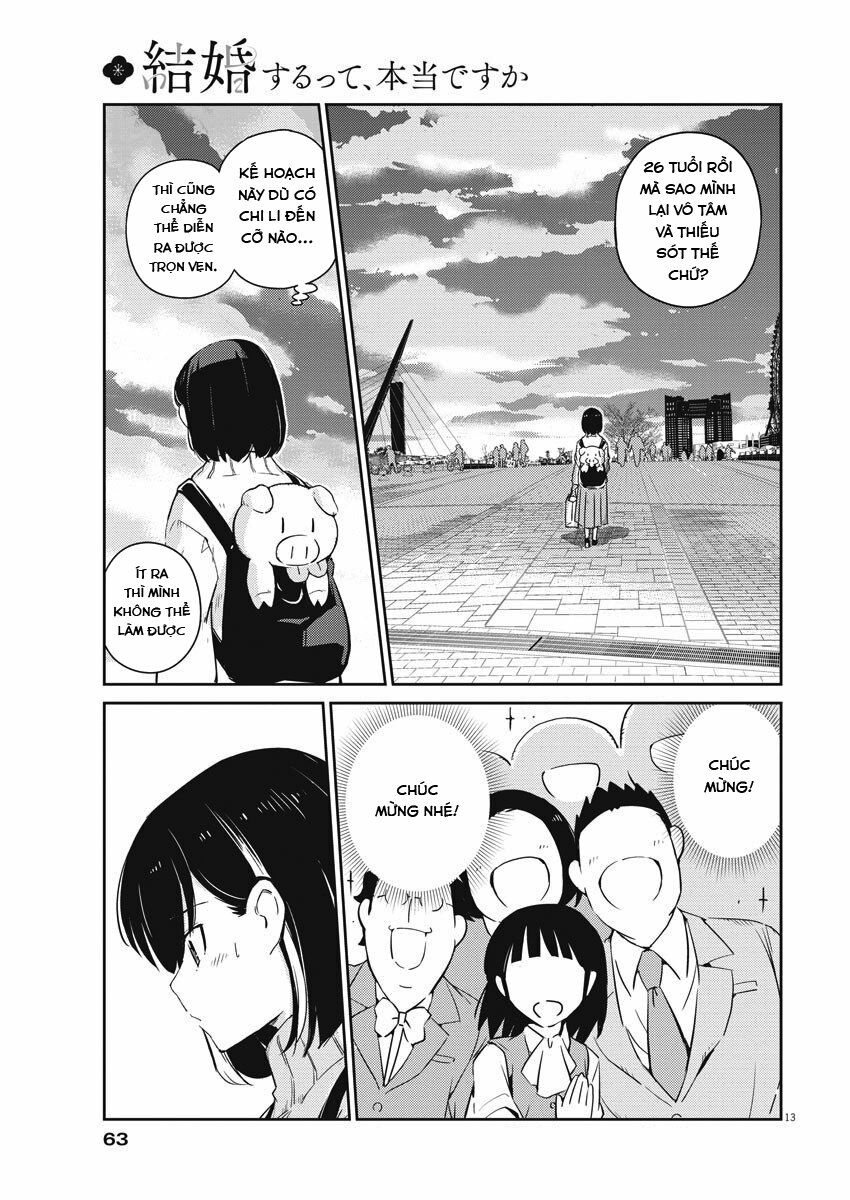 結婚するって、本当ですか
26 TUỔI RỒI
MÀ SAO MÌNH
LẠI VÔ TÂM
VÀ THIẾU
SÓT THẾ
CHỨ?
KẾ HOẠCH
NÀY DÙ CÓ
CHI LI ĐẾN
CỠ NÀO...
THÌ CŨNG
CHẲNG
THỂ DIỄN
RA ĐƯỢC
TRỌN VẸN.
ÍT RA
THÌ MÌNH
KHÔNG THỂ
LÀM ĐƯỢC
CHÚC
MỪNG!
CHÚC
MỪNG NHÉ!
13
63